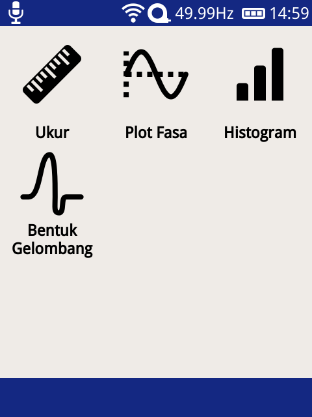 49.99Hz 14:59
Ukur Plot Fasa Histogram
Bentuk
Gelombang